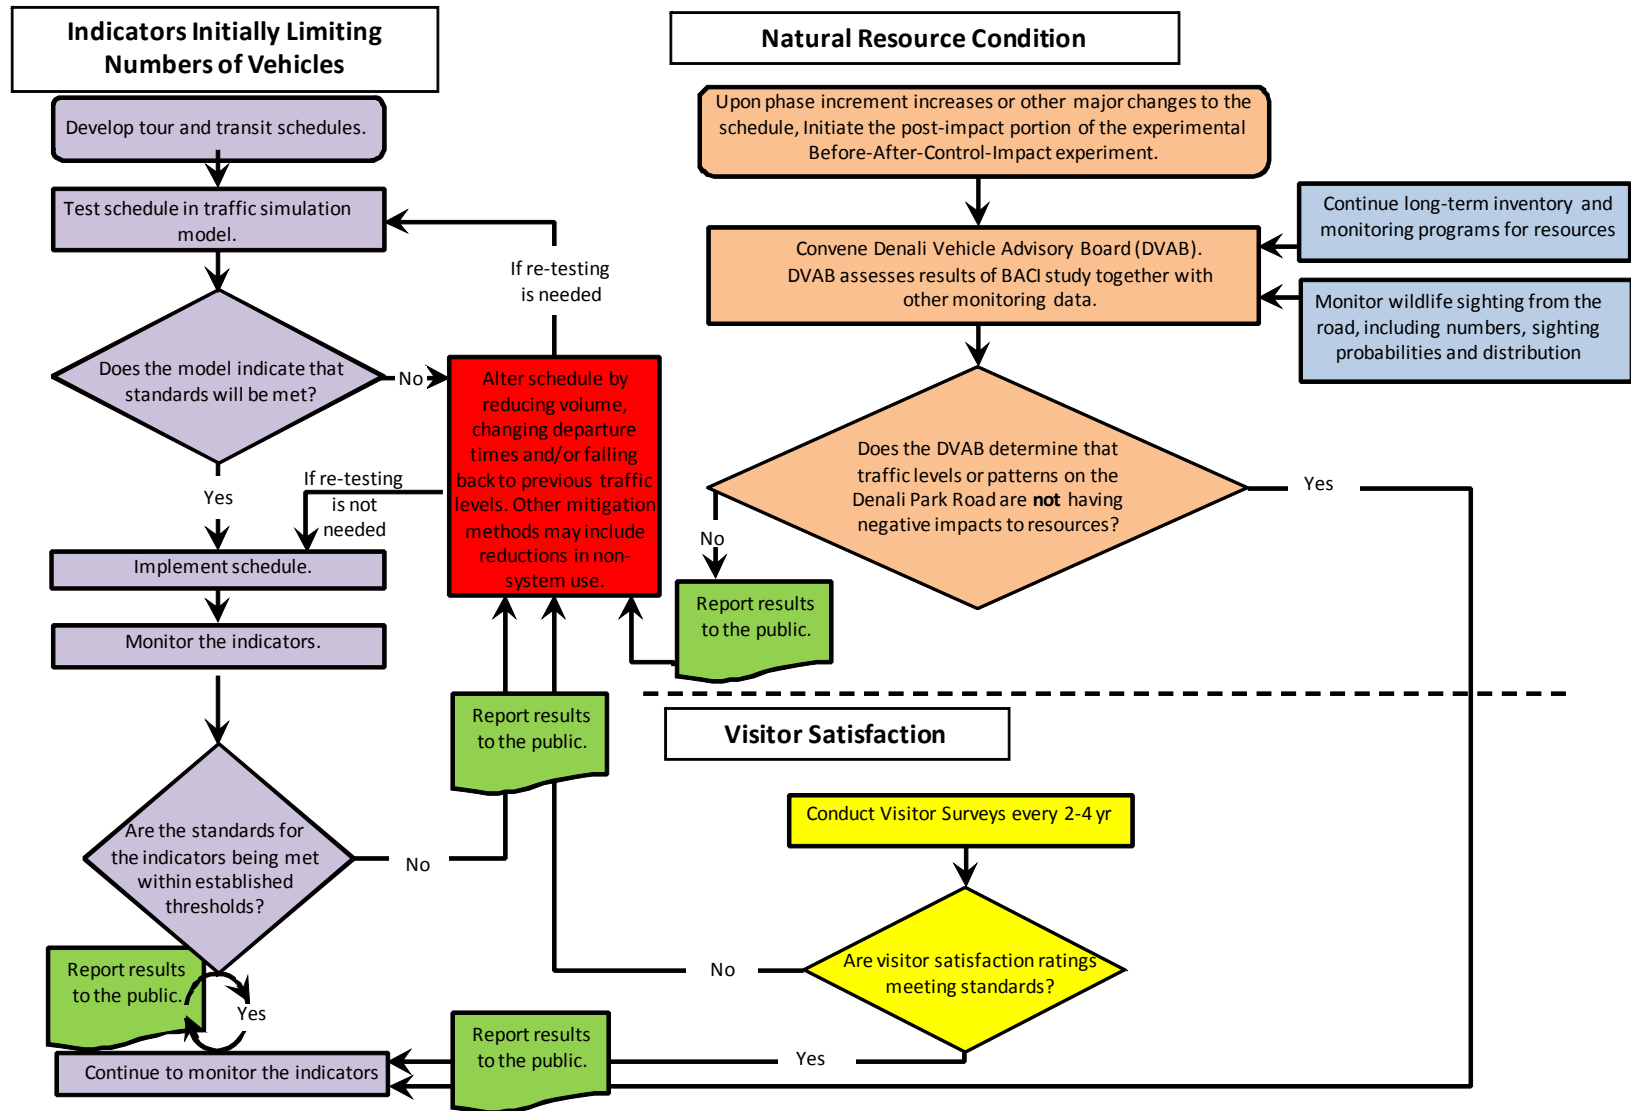 Indicators Initially Limiting
Numbers of Vehicles
Develop tour and transit schedules.
Test schedule in traffic simulation
model.
If re-testing
is needed
Does the model indicate that
standards will be met?
No
Yes
If re-testing
is not
needed
Alter schedule by
reducing volume,
changing departure
times and/or falling
back to previous traffic
levels. Other mitigation
methods may include
reductions in non-
system use.
Implement schedule.
Monitor the indicators.
Report results
to the public.
Are the standards for
the indicators being met
within established
thresholds?
No
Report results
to the public.
Yes
Continue to monitor the indicators
Natural Resource Condition
Upon phase increment increases or other major changes to the
schedule, Initiate the post-impact portion of the experimental
Before-After-Control-Impact experiment.
Continue long-term inventory and
monitoring programs for resources
Convene Denali Vehicle Advisory Board (DVAB).
DVAB assesses results of BACI study together with
other monitoring data.
Monitor wildlife sighting from the
road, including numbers, sighting
probabilities and distribution
Does the DVAB determine that
traffic levels or patterns on the
Denali Park Road are not having
negative impacts to resources?
Yes
No
Report results
to the public.
Visitor Satisfaction
Conduct Visitor Surveys every 2-4 yr
Are visitor satisfaction ratings
meeting standards?
No
Yes
Report results
to the public.